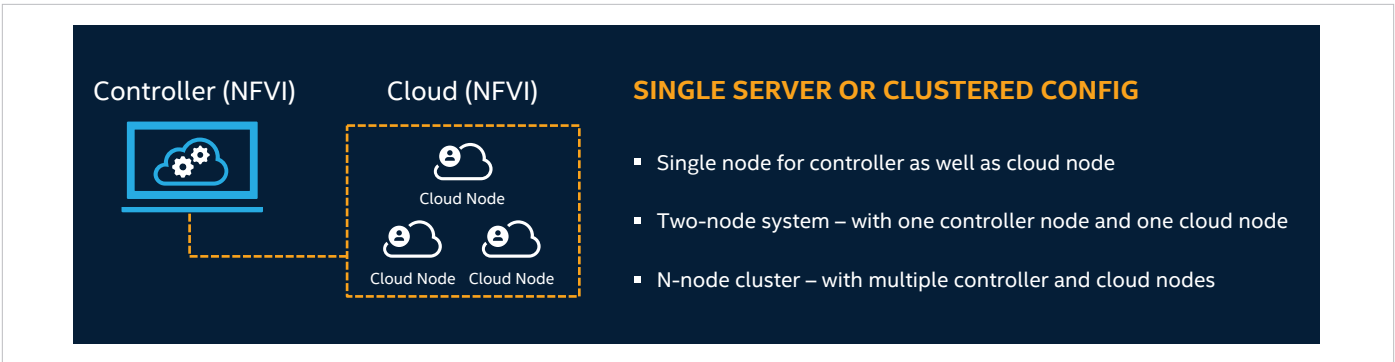 Controller (NFVI)
Cloud (NFVI)
Cloud Node
Cloud Node
Cloud Node
SINGLE SERVER OR CLUSTERED CONFIG
▪ Single node for controller as well as cloud node
▪ Two-node system – with one controller node and one cloud node
▪ N-node cluster – with multiple controller and cloud nodes